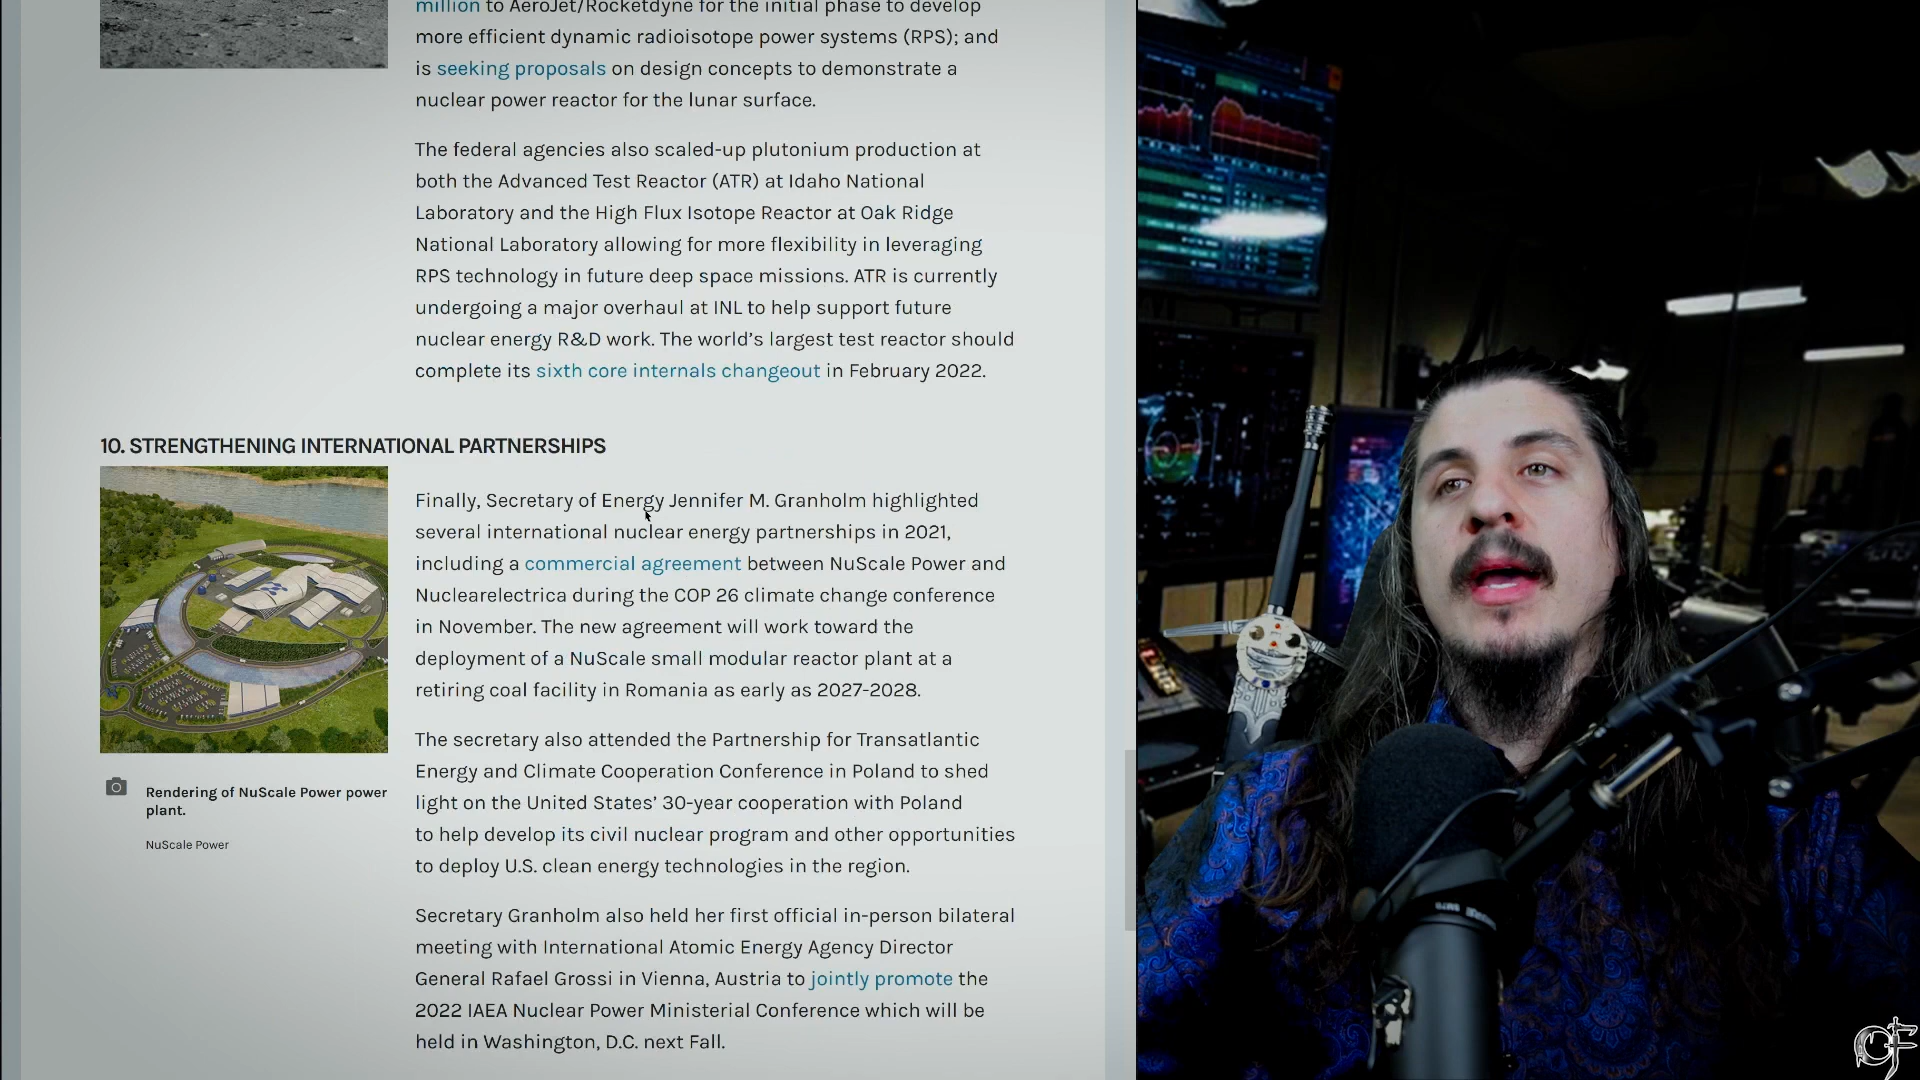 million to AeroJet/Rocketdyne for the initial phase to develop
more efficient dynamic radioisotope power systems (RPS); and
is seeking proposals on design concepts to demonstrate a
nuclear power reactor for the lunar surface.
The federal agencies also scaled-up plutonium production at
both the Advanced Test Reactor (ATR) at Idaho National
Laboratory and the High Flux Isotope Reactor at Oak Ridge
National Laboratory allowing for more flexibility in leveraging
RPS technology in future deep space missions. ATR is currently
undergoing a major overhaul at INL to help support future
nuclear energy R&D work. The world’s largest test reactor should
complete its sixth core internals changeout in February 2022.
10. STRENGTHENING INTERNATIONAL PARTNERSHIPS
Finally, Secretary of Energy Jennifer M. Granholm highlighted
several international nuclear energy partnerships in 2021,
including a commercial agreement between NuScale Power and
Nuclearelectrica during the COP 26 climate change conference
in November. The new agreement will work toward the
deployment of a NuScale small modular reactor plant at a
retiring coal facility in Romania as early as 2027-2028.
Rendering of NuScale Power power
plant.
NuScale Power
The secretary also attended the Partnership for Transatlantic
Energy and Climate Cooperation Conference in Poland to shed
light on the United States’ 30-year cooperation with Poland
to help develop its civil nuclear program and other opportunities
to deploy U.S. clean energy technologies in the region.
Secretary Granholm also held her first official in-person bilateral
meeting with International Atomic Energy Agency Director
General Rafael Grossi in Vienna, Austria to jointly promote the
2022 IAEA Nuclear Power Ministerial Conference which will be
held in Washington, D.C. next Fall.